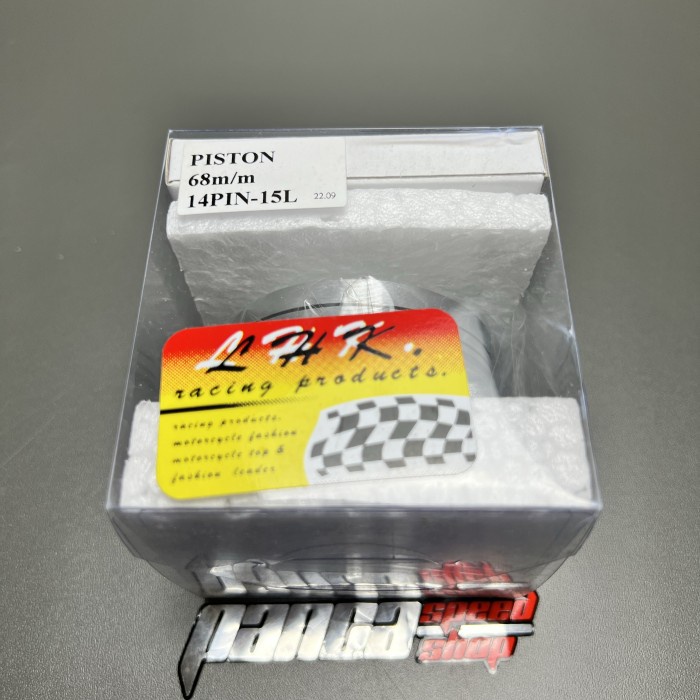 PISTON
68m/m
14PIN-15L 22.09
LHK.
racing products.
racing products,
motorcycle fashion
motorcycle top &
fashion leader
panca speed
shop